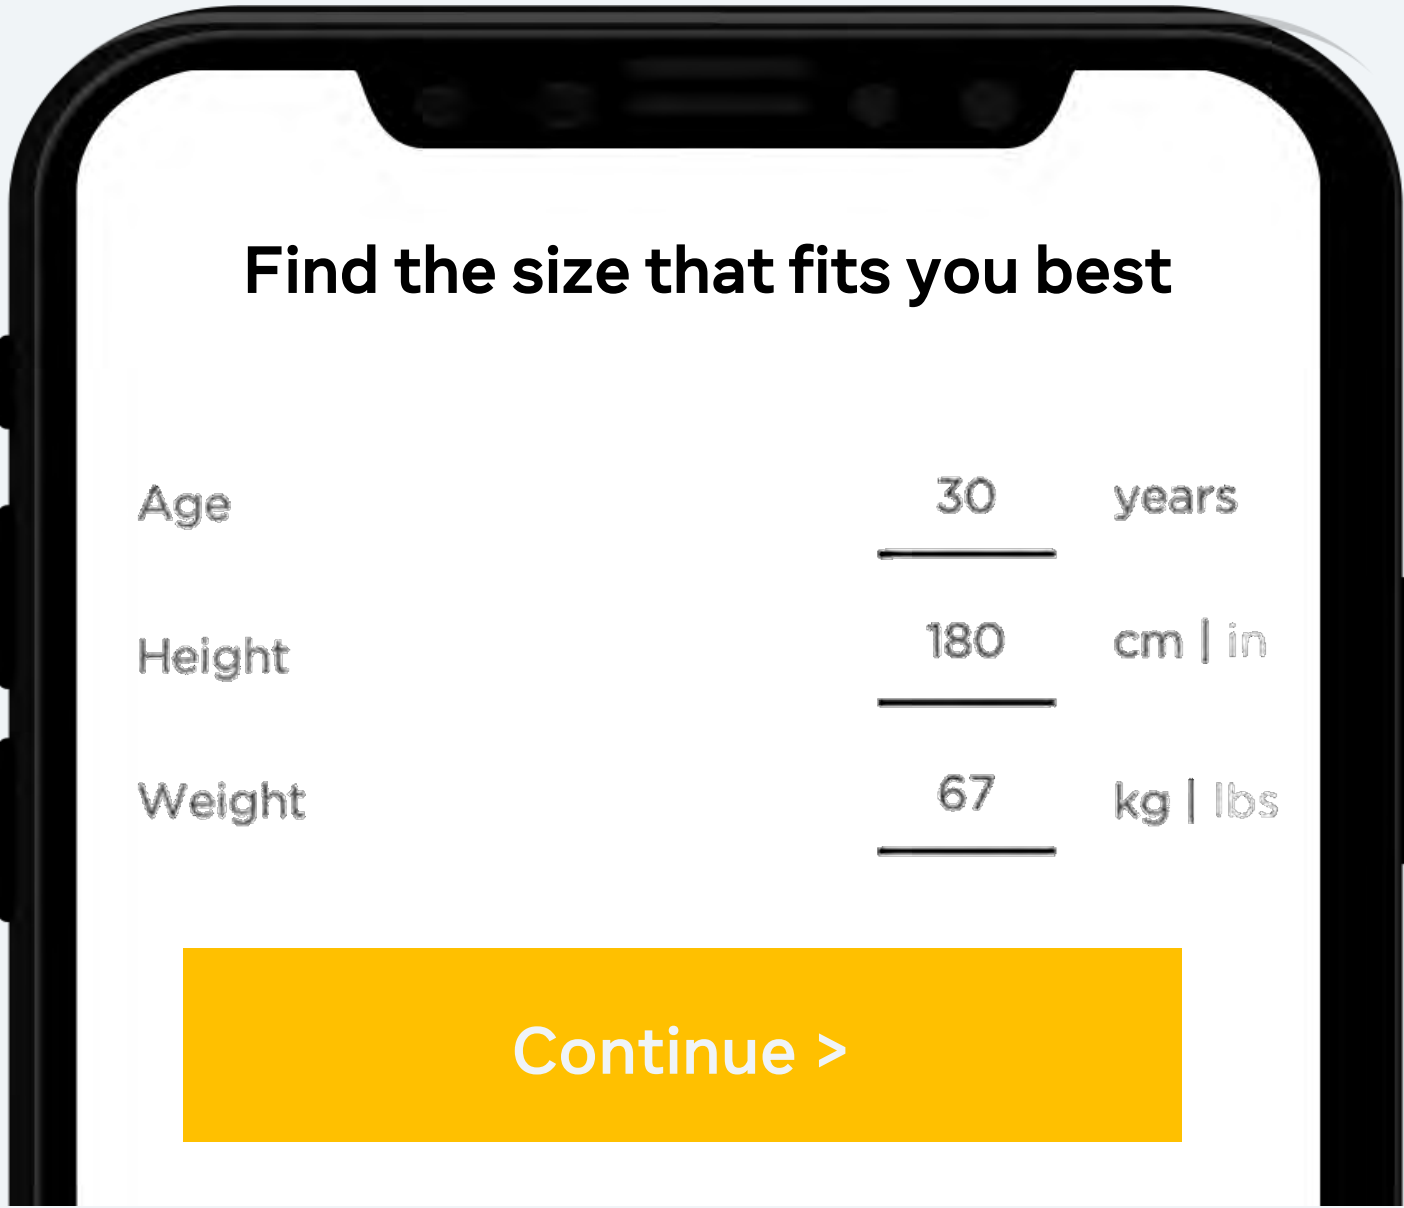 Find the size that fits you best
Age 30 years
Height 180 cm | in
Weight 67 kg | lbs
Continue >